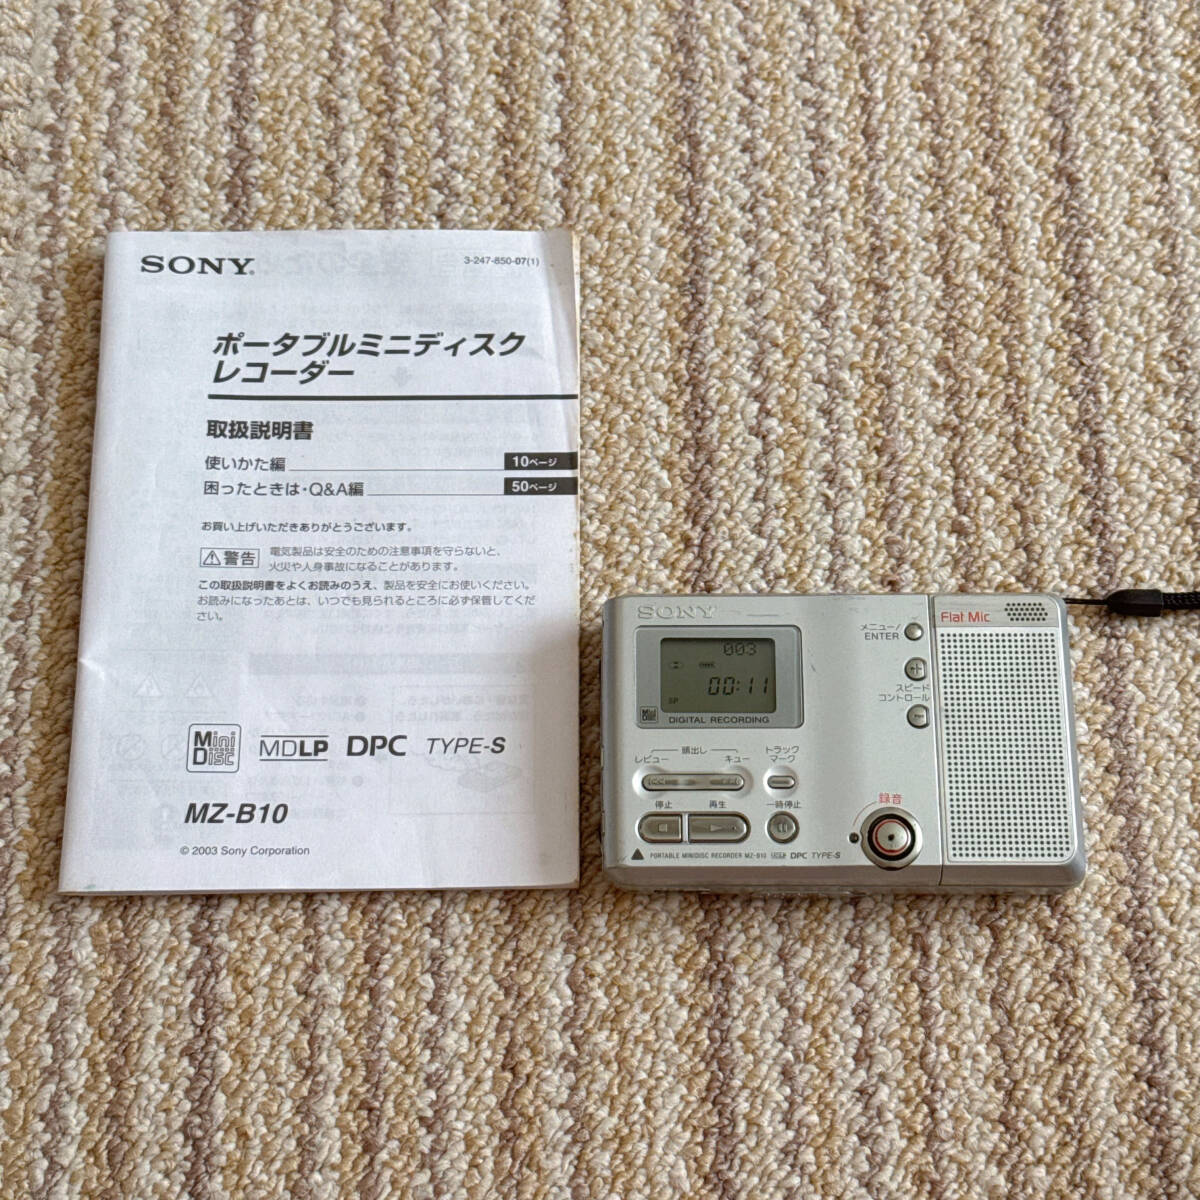 SONY®
3-247-850-07(1)
ポータブルミニディスク
レコーダー
取扱説明書
使いかた編 10ページ
困ったときは・Q&A編 50ページ
お買い上げいただきありがとうございます。
警告
電気製品は安全のための注意事項を守らないと、
火災や人身事故になることがあります。
この取扱説明書をよくお読みのうえ、製品を安全にお使いください。
お読みになったあとは、いつでも見られるところに必ず保管してくだ
さい。
Mini
Disc
MDLP DPC TYPE-S
MZ-B10
© 2003 Sony Corporation
SONY
003
00:11
SP
DIGITAL RECORDING
メニュー/
ENTER
Flat Mic
スピード
コントロール
頭出し
レビュー キュー
トラック
マーク
停止 再生 一時停止
録音
PORTABLE MINIDISC RECORDER MZ-B10 MDLP DPC TYPE-S